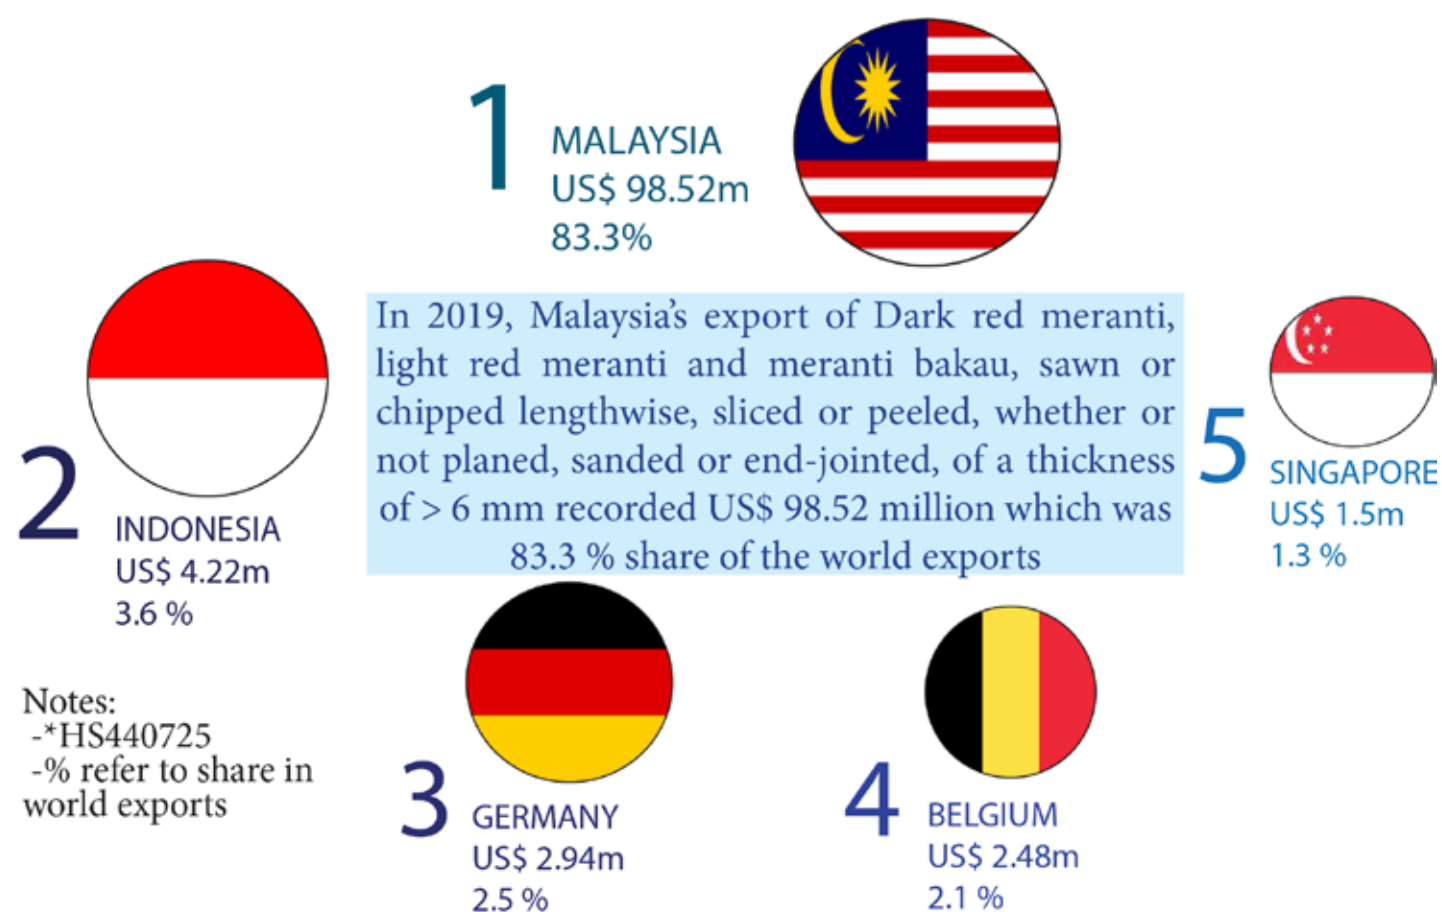 1
MALAYSIA
US$ 98.52m
83.3%
In 2019, Malaysia's export of Dark red meranti,
light red meranti and meranti bakau, sawn or
chipped lengthwise, sliced or peeled, whether or
not planed, sanded or end-jointed, of a thickness
of > 6 mm recorded US$ 98.52 million which was
83.3 % share of the world exports
2
INDONESIA
US$ 4.22m
3.6 %
5
SINGAPORE
US$ 1.5m
1.3 %
Notes:
-*HS440725
-% refer to share in
world exports
3
GERMANY
US$ 2.94m
2.5 %
4
BELGIUM
US$ 2.48m
2.1 %